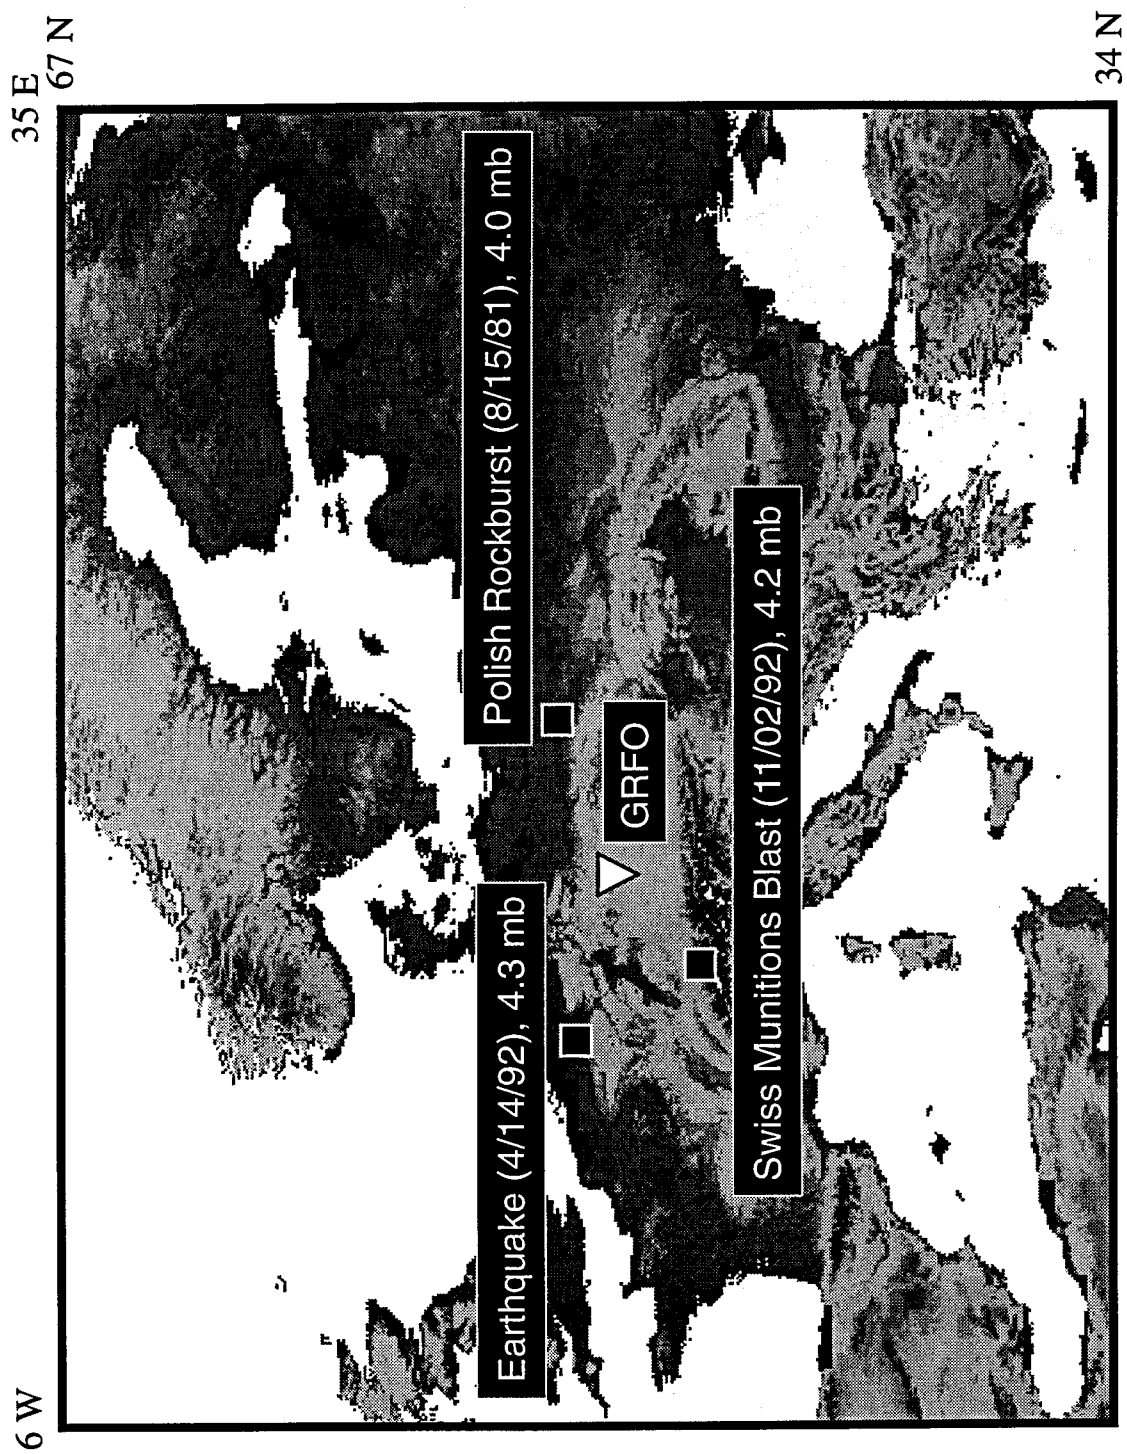 6 W
35 E
67 N
34 N
Polish Rockburst (8/15/81), 4.0 mb
Earthquake (4/14/92), 4.3 mb
GRFO
Swiss Munitions Blast (11/02/92), 4.2 mb